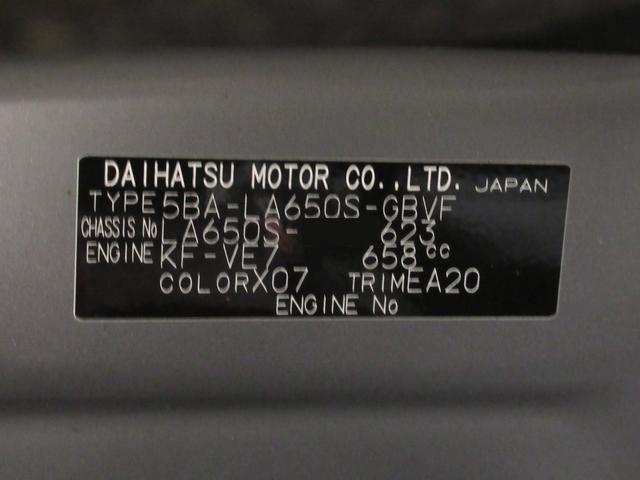 DAIHATSU MOTOR CO.,LTD. JAPAN
TYPE 5BA-LA650S-GBVF
CHASSIS No LA650S- 623
ENGINE KF-VE7 658cc
COLOR X07 TRIM EA20
ENGINE No